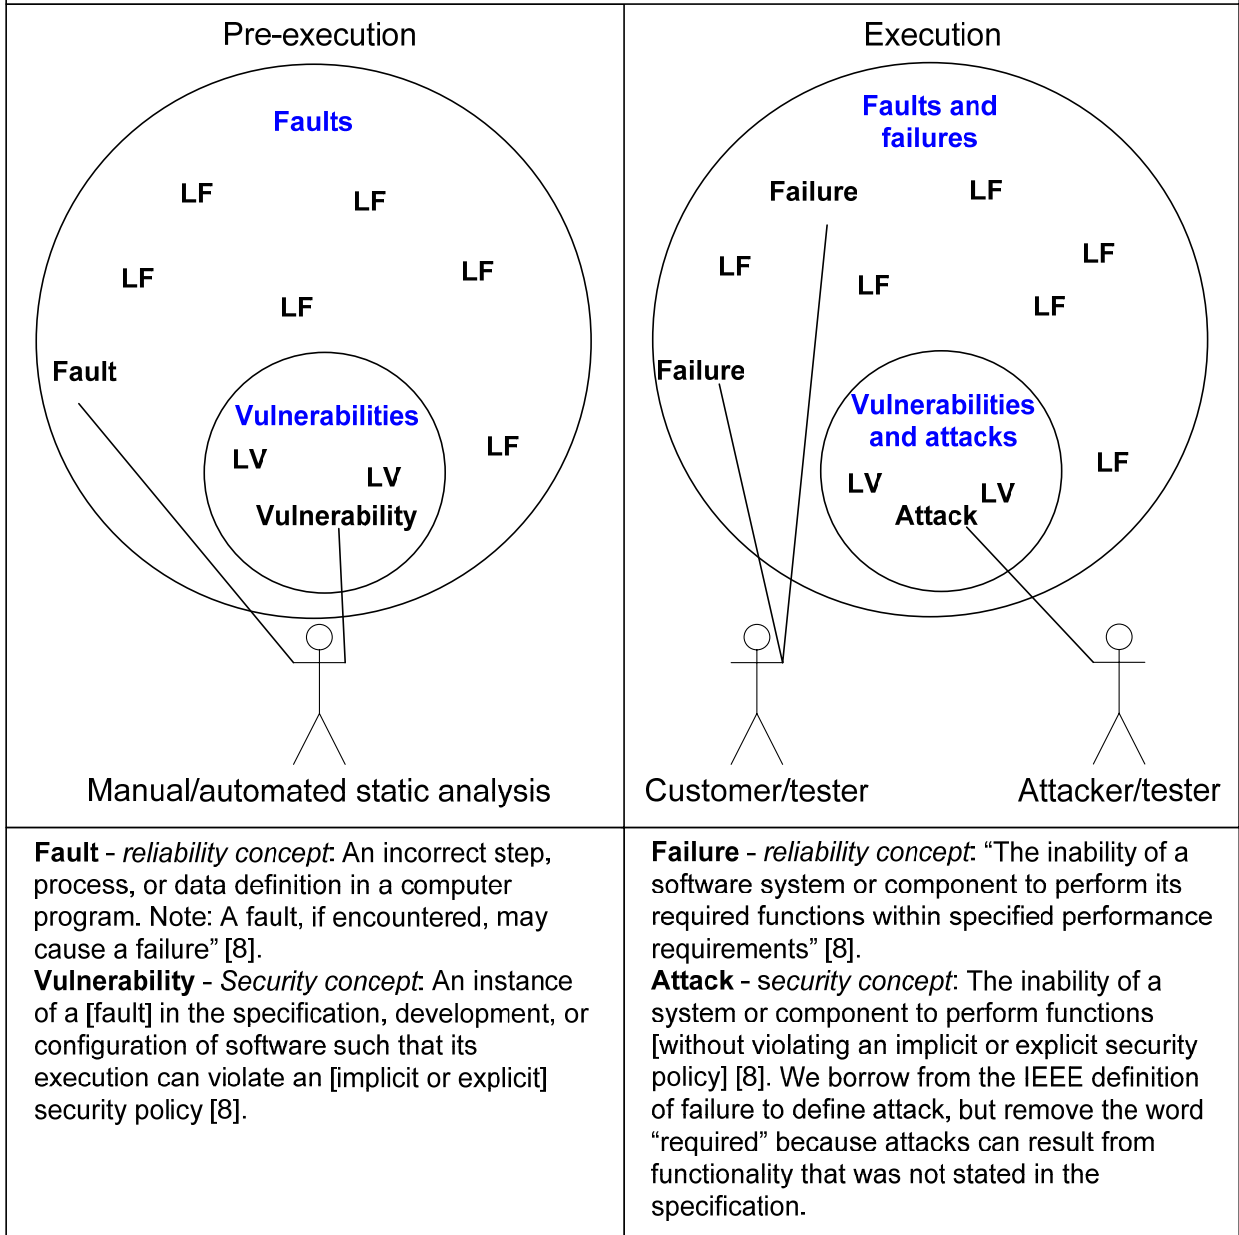 Pre-execution
Faults
LF
LF
LF
LF
LF
Fault
Vulnerabilities
LF
LV
LV
Vulnerability
Manual/automated static analysis
Fault - reliability concept: An incorrect step,
process, or data definition in a computer
program. Note: A fault, if encountered, may
cause a failure” [8].
Vulnerability - Security concept: An instance
of a [fault] in the specification, development, or
configuration of software such that its
execution can violate an [implicit or explicit]
security policy [8].
Execution
Faults and
failures
Failure
LF
LF
LF
LF
LF
Failure
Vulnerabilities
and attacks
LF
LV
LV
Attack
Customer/tester
Attacker/tester
Failure - reliability concept: “The inability of a
software system or component to perform its
required functions within specified performance
requirements” [8].
Attack - security concept: The inability of a
system or component to perform functions
[without violating an implicit or explicit security
policy] [8]. We borrow from the IEEE definition
of failure to define attack, but remove the word
“required” because attacks can result from
functionality that was not stated in the
specification.